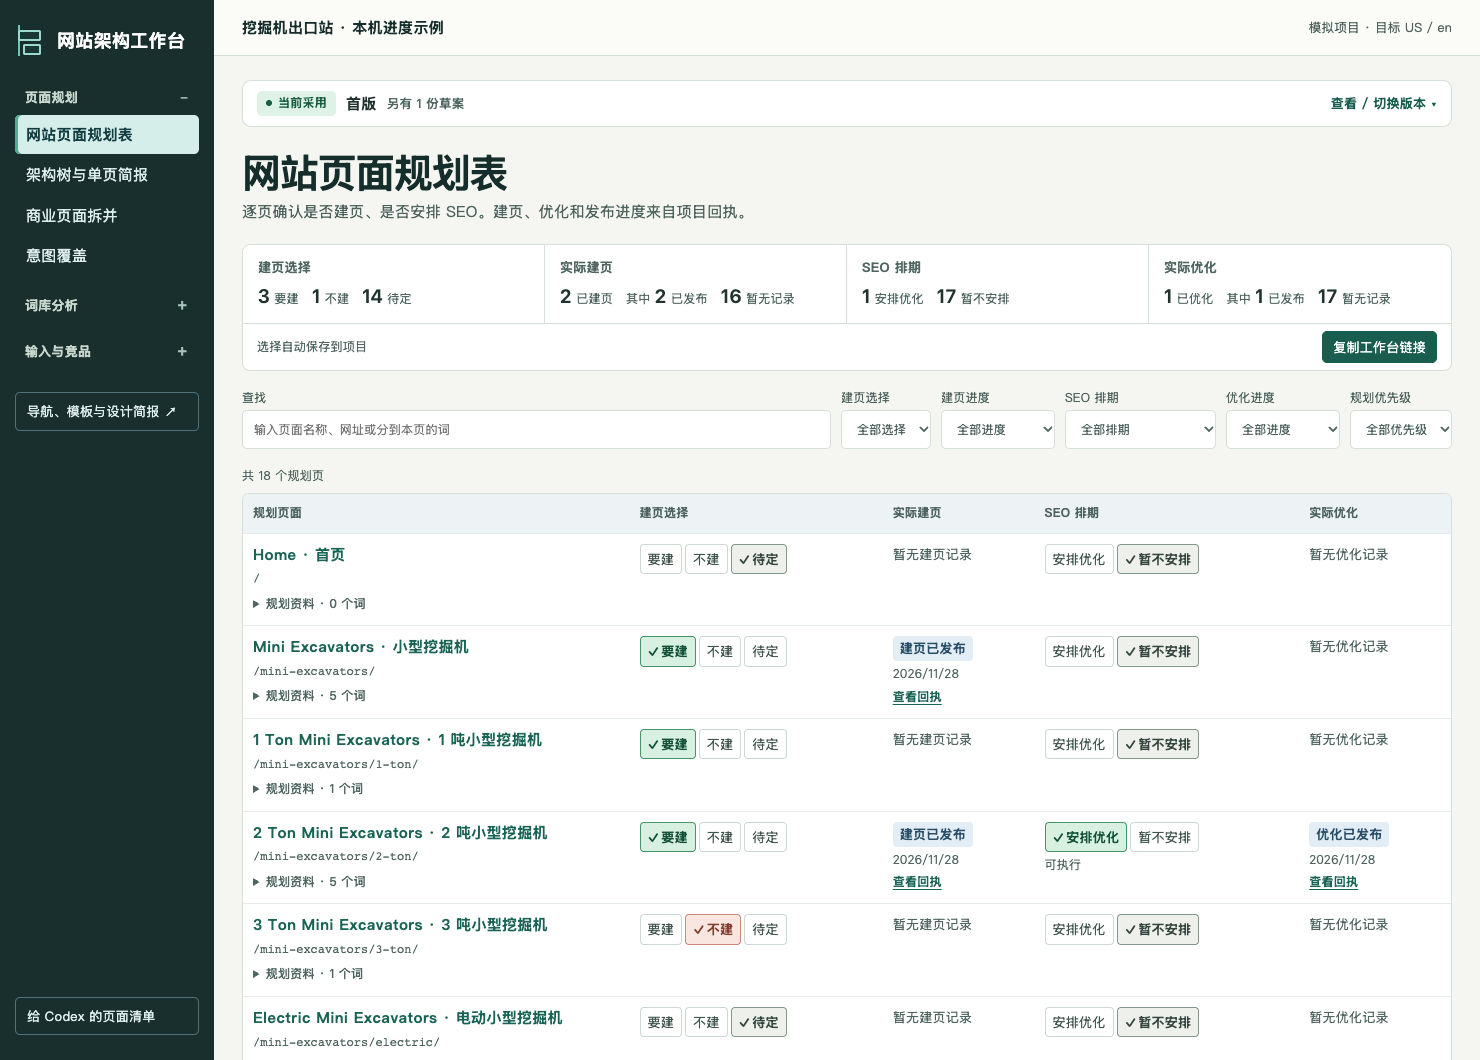 网站架构工作台
页面规划 −
网站页面规划表
架构树与单页简报
商业页面拆并
意图覆盖
词库分析 +
输入与竞品 +
导航、模板与设计简报 ↗
给 Codex 的页面清单
挖掘机出口站 · 本机进度示例
模拟项目 · 目标 US / en
当前采用 首版 另有 1 份草案
查看 / 切换版本
网站页面规划表
逐页确认是否建页、是否安排 SEO。建页、优化和发布进度来自项目回执。
建页选择 实际建页 SEO 排期 实际优化
3 要建 1 不建 14 待定 2 已建页 其中 2 已发布 16 暂无记录 1 安排优化 17 暂不安排 1 已优化 其中 1 已发布 17 暂无记录
选择自动保存到项目 复制工作台链接
查找 建页选择 建页进度 SEO 排期 优化进度 规划优先级
输入页面名称、网址或分到本页的词 全部选择 全部进度 全部排期 全部进度 全部优先级
共 18 个规划页
规划页面 建页选择 实际建页 SEO 排期 实际优化
Home · 首页 要建 不建 ✓待定 暂无建页记录 安排优化 ✓暂不安排 暂无优化记录
/
规划资料 · 0 个词
Mini Excavators · 小型挖掘机 ✓要建 不建 待定 建页已发布 安排优化 ✓暂不安排 暂无优化记录
/mini-excavators/ 2026/11/28
规划资料 · 5 个词 查看回执
1 Ton Mini Excavators · 1 吨小型挖掘机 ✓要建 不建 待定 暂无建页记录 安排优化 ✓暂不安排 暂无优化记录
/mini-excavators/1-ton/
规划资料 · 1 个词
2 Ton Mini Excavators · 2 吨小型挖掘机 ✓要建 不建 待定 建页已发布 ✓安排优化 暂不安排 优化已发布
/mini-excavators/2-ton/ 2026/11/28 可执行 2026/11/28
规划资料 · 5 个词 查看回执 查看回执
3 Ton Mini Excavators · 3 吨小型挖掘机 要建 ✓不建 待定 暂无建页记录 安排优化 ✓暂不安排 暂无优化记录
/mini-excavators/3-ton/
规划资料 · 1 个词
Electric Mini Excavators · 电动小型挖掘机 要建 不建 ✓待定 暂无建页记录 安排优化 ✓暂不安排 暂无优化记录
/mini-excavators/electric/